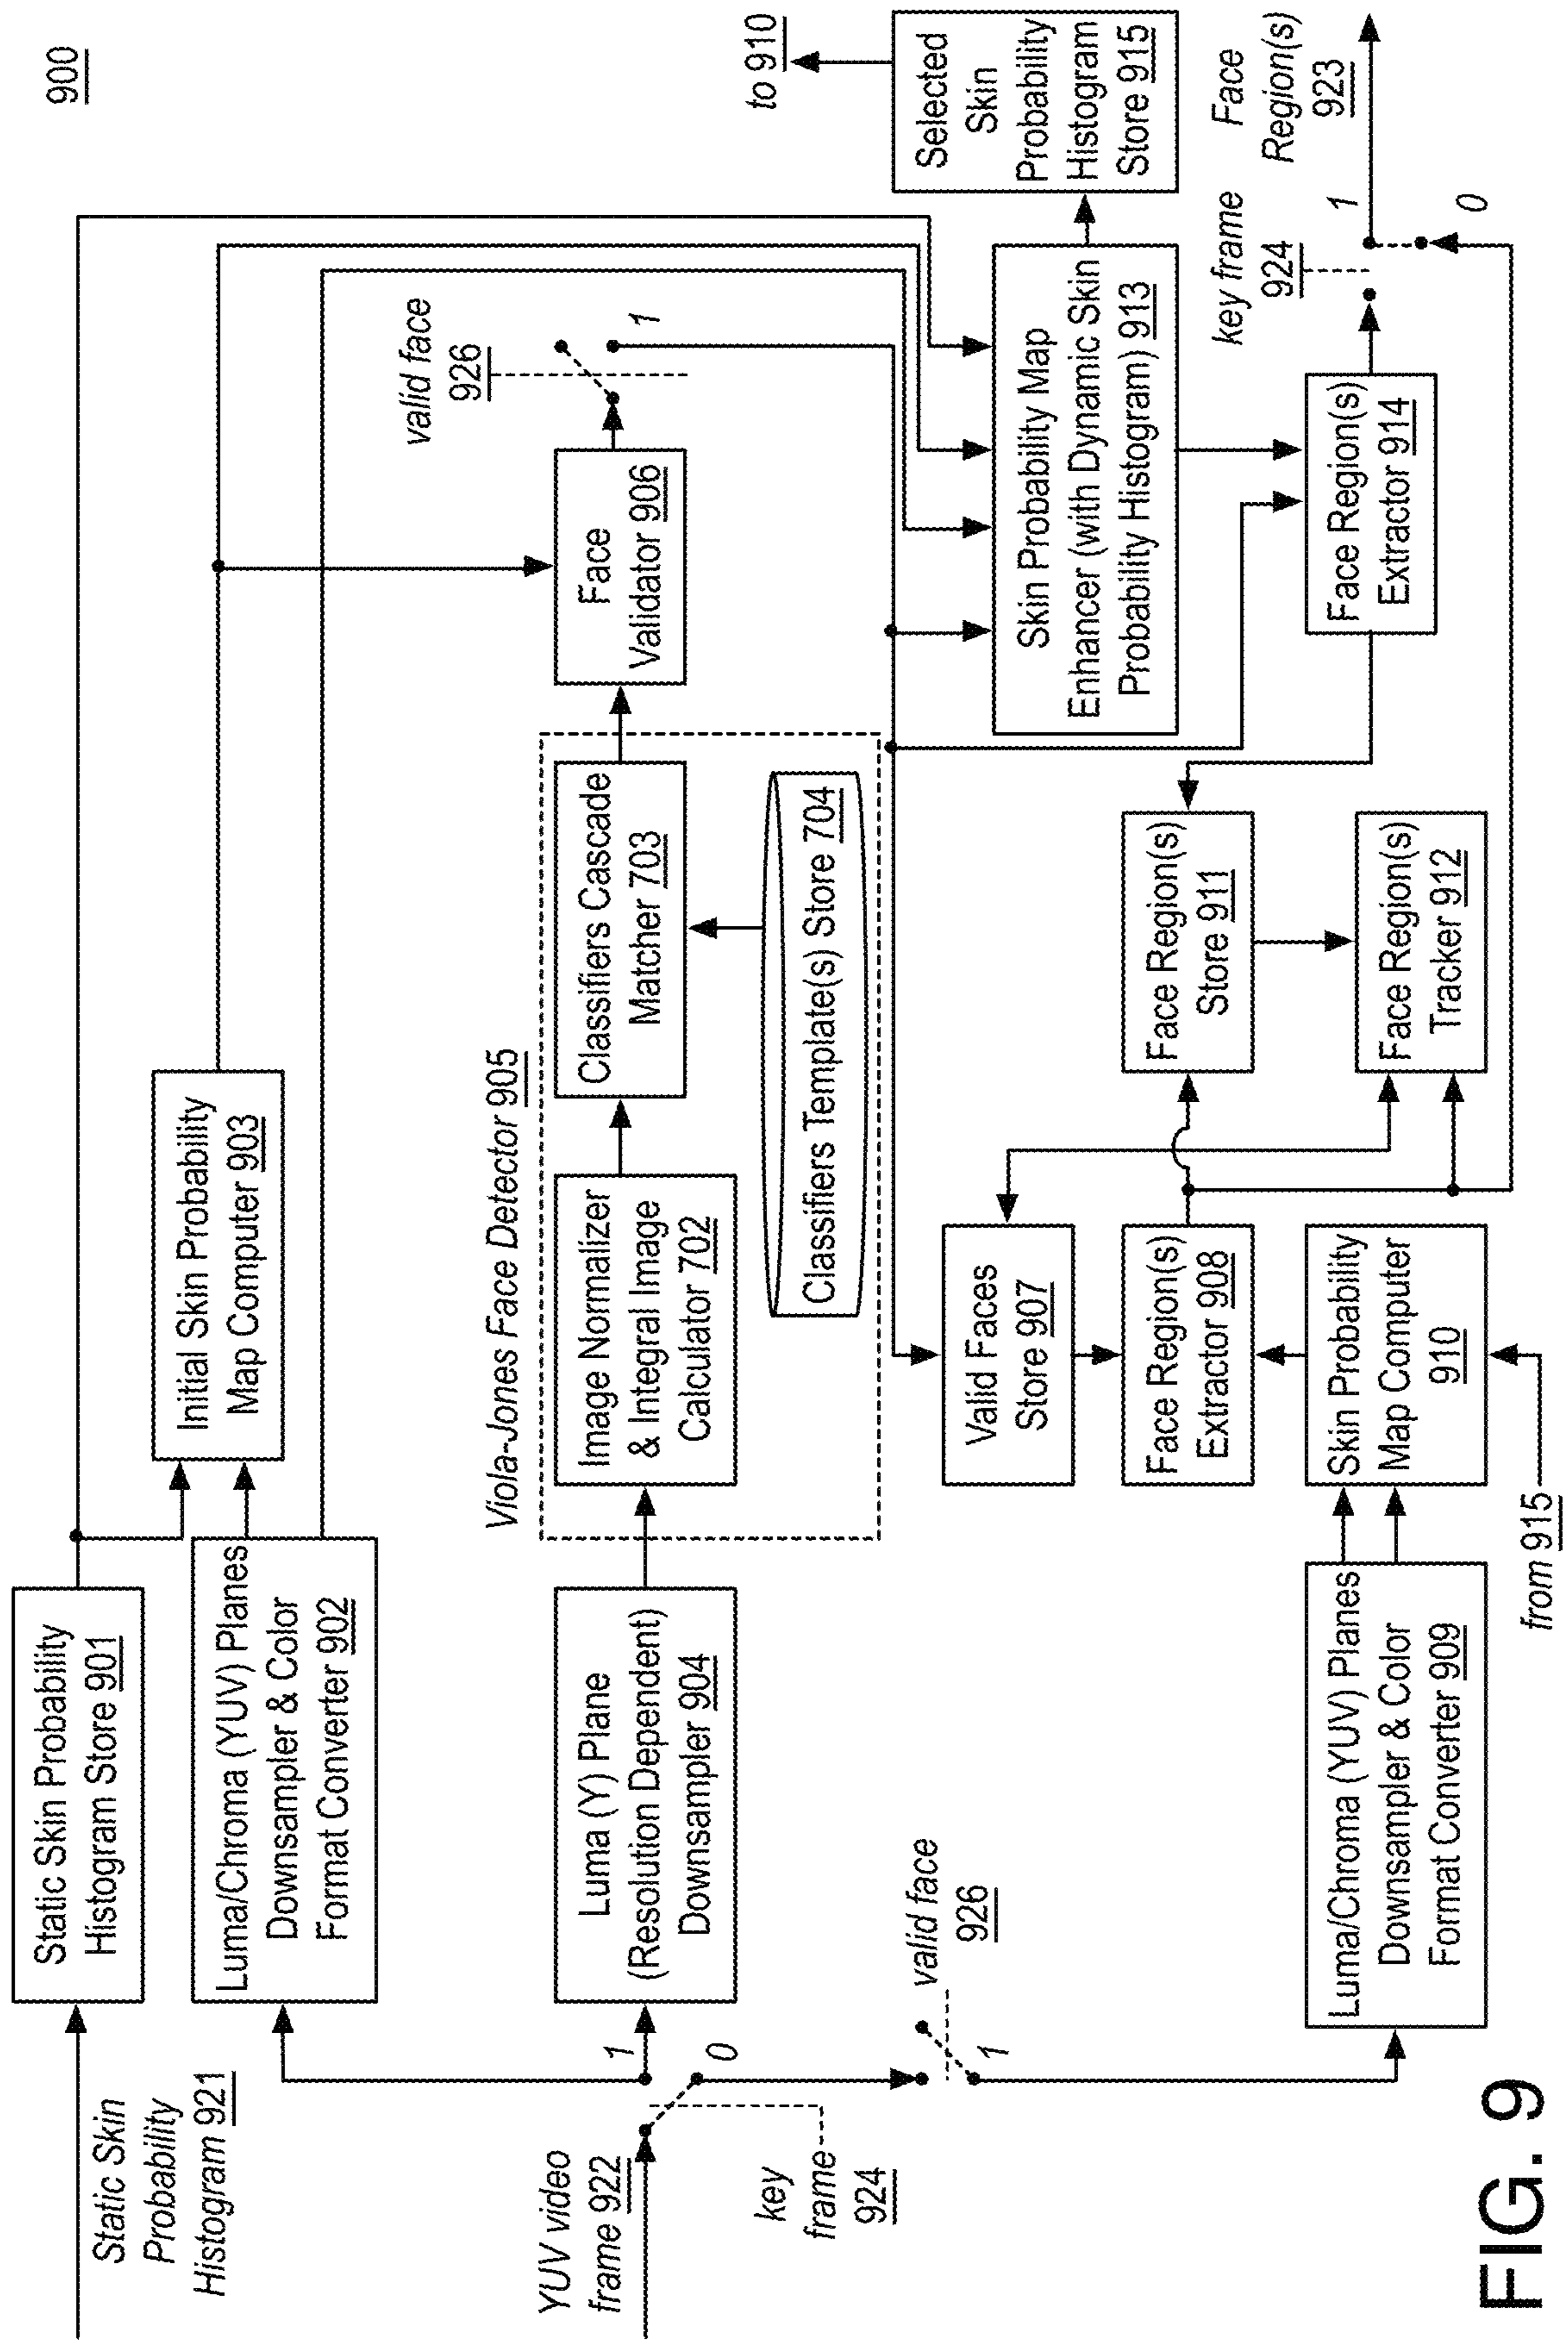 900
Static Skin
Probability
Histogram 921
Static Skin Probability
Histogram Store 901
Luma/Chroma (YUV) Planes
Downsampler & Color
Format Converter 902
Initial Skin Probability
Map Computer 903
YUV video
frame 922
key
frame
924
1
0
Luma (Y) Plane
(Resolution Dependent)
Downsampler 904
Viola-Jones Face Detector 905
Image Normalizer
& Integral Image
Calculator 702
Classifiers Cascade
Matcher 703
Classifiers Template(s) Store 704
Face
Validator 906
valid face
926
1
to 910
Selected
Skin
Probability
Histogram
Store 915
valid face
926
1
Valid Faces
Store 907
Face Region(s)
Extractor 908
Skin Probability
Map Computer
910
from 915
Luma/Chroma (YUV) Planes
Downsampler & Color
Format Converter 909
Face Region(s)
Store 911
Face Region(s)
Tracker 912
Skin Probability Map
Enhancer (with Dynamic Skin
Probability Histogram) 913
Face Region(s)
Extractor 914
key frame
924
1
0
Face
Region(s)
923
FIG. 9